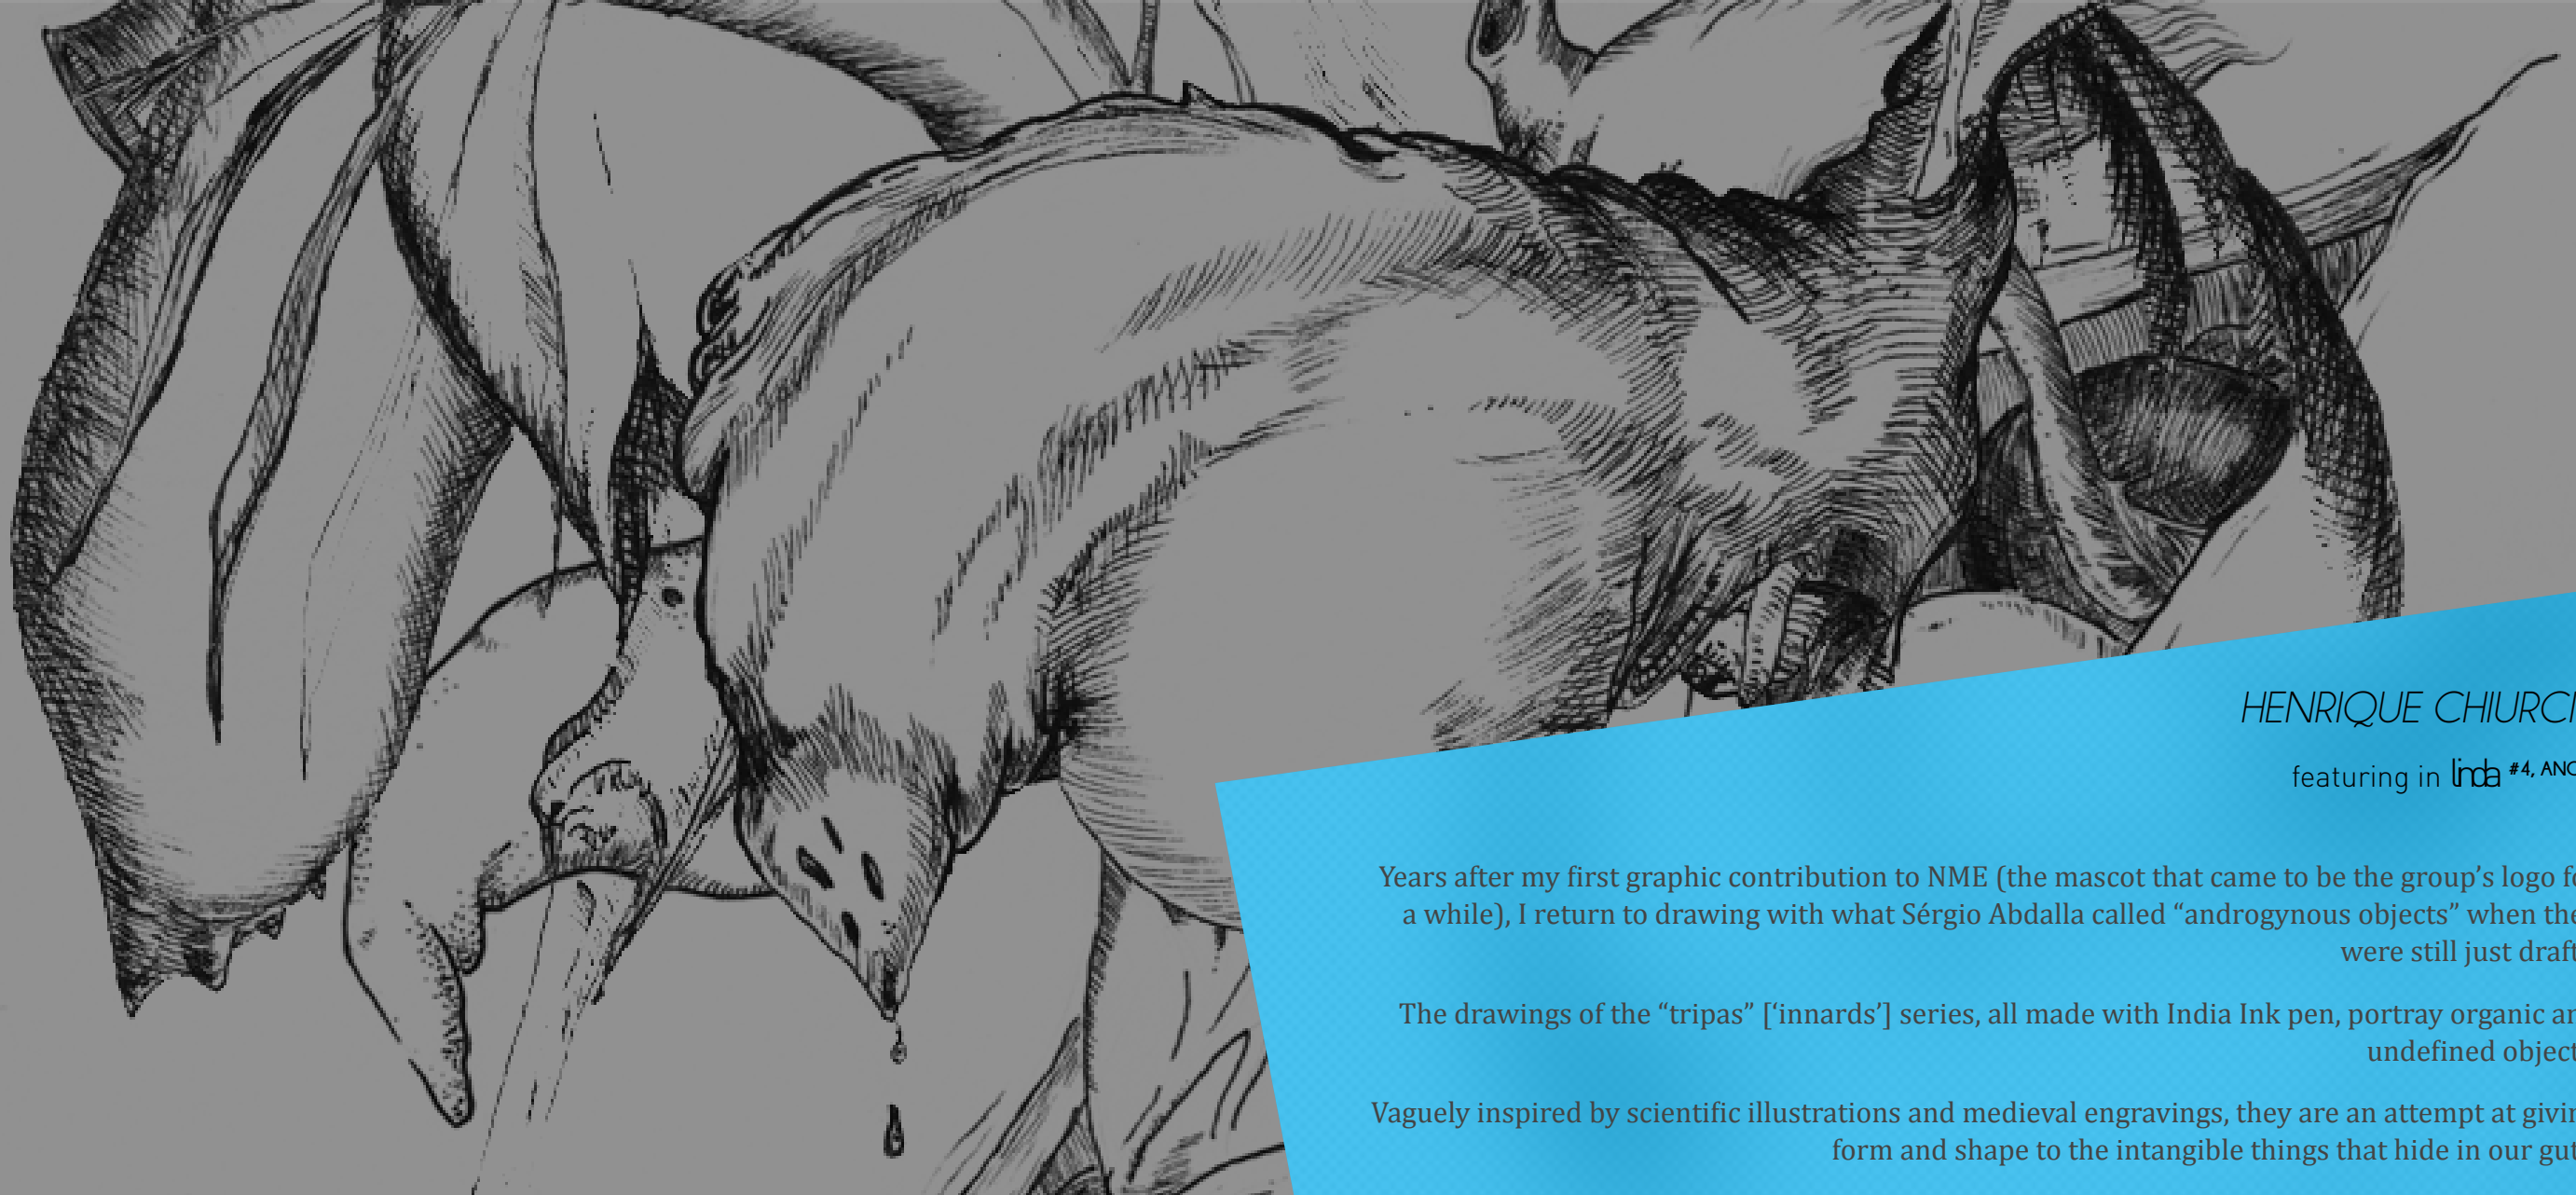 HENRIQUE CHIURCI
featuring in linda #4, ANO
Years after my first graphic contribution to NME (the mascot that came to be the group's logo fo
a while), I return to drawing with what Sérgio Abdalla called “androgynous objects” when the
were still just draft
The drawings of the “tripas” [‘innards’] series, all made with India Ink pen, portray organic an
undefined object
Vaguely inspired by scientific illustrations and medieval engravings, they are an attempt at givin
form and shape to the intangible things that hide in our gut